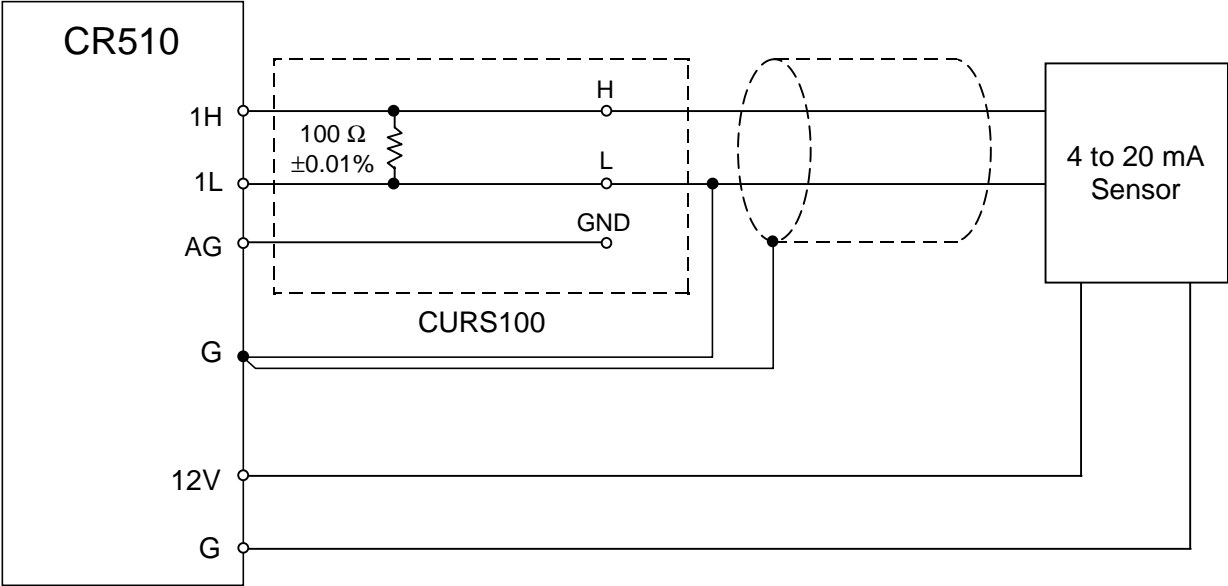 CR510
1H
1L
AG
G
12V
G
100 Ω
±0.01%
H
L
GND
CURS100
4 to 20 mA
Sensor